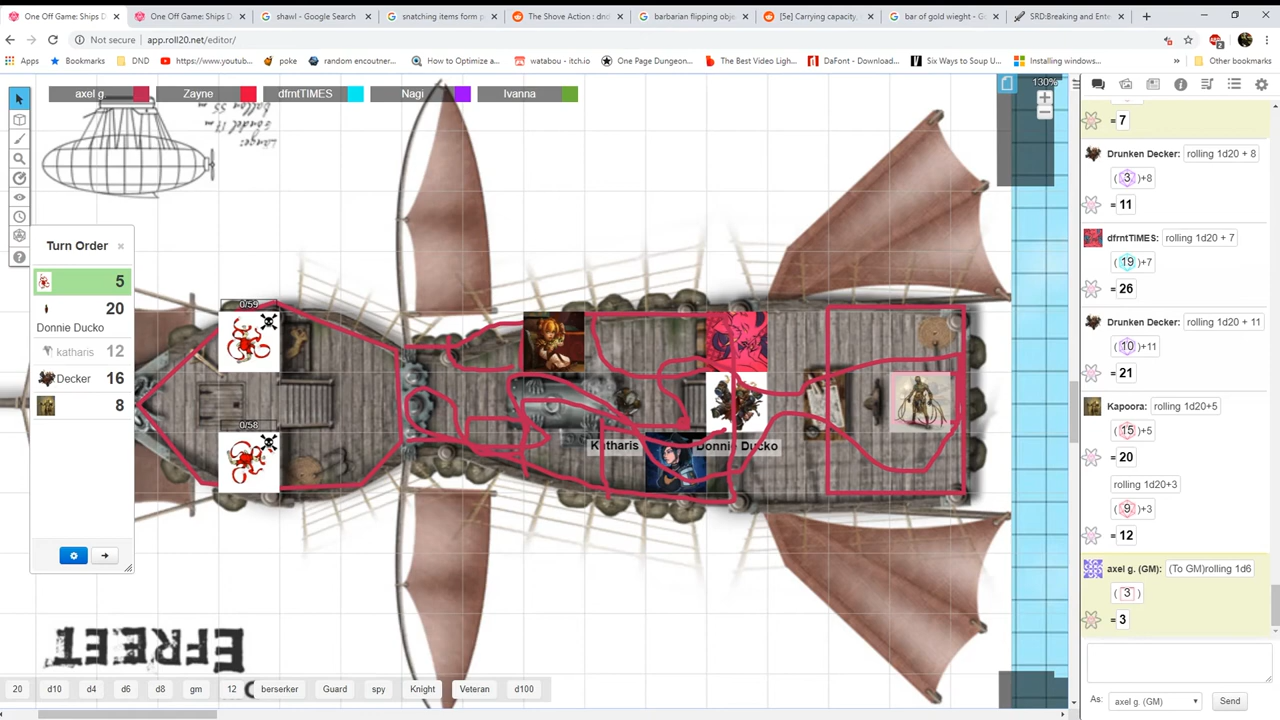 One Off Game: Ships D
One Off Game: Ships D
shawl - Google Search
snatching items form p
The Shove Action : dnd
barbarian flipping obje
[5e] Carrying capacity,
bar of gold wieght - Go
SRD:Breaking and Ente
Not secure | app.roll20.net/editor/
Apps
Bookmarks
DND
https://www.youtub...
poke
random encoutner...
How to Optimize a...
watabou - itch.io
One Page Dungeon...
The Best Video Ligh...
DaFont - Downloa...
Six Ways to Soup U...
Installing windows...
»
Other bookmarks
axel g.
Zayne
dfrntTIMES
Nagi
Ivanna
130%
= 7
Drunken Decker: rolling 1d20 + 8
(3)+8
= 11
dfrntTIMES: rolling 1d20 + 7
(19)+7
= 26
Drunken Decker: rolling 1d20 + 11
(10)+11
= 21
Kapoora: rolling 1d20+5
(15)+5
= 20
rolling 1d20+3
(9)+3
= 12
axel g. (GM): (To GM)rolling 1d6
(3)
= 3
As: axel g. (GM)
Send
Turn Order
5
20
Donnie Ducko
katharis 12
Decker 16
8
0/59
0/58
Katharis
Donnie Ducko
EFREET
20
d10
d4
d6
d8
gm
12
berserker
Guard
spy
Knight
Veteran
d100